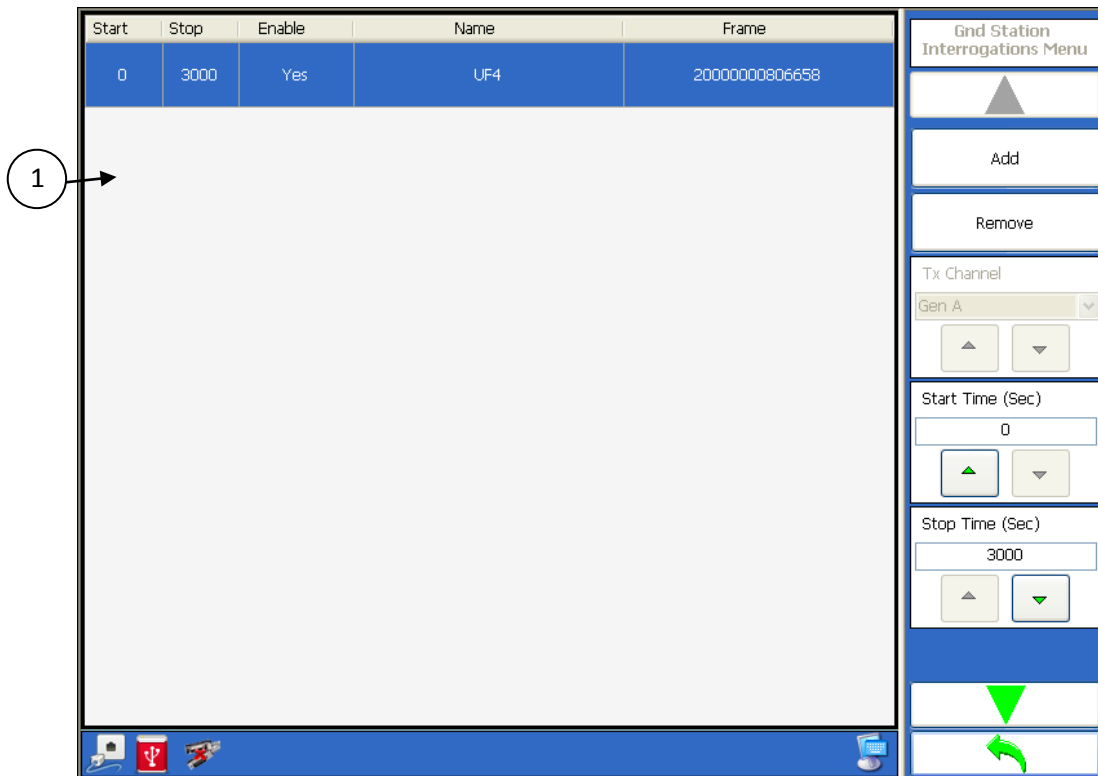 Start Stop Enable Name Frame
0 3000 Yes UF4 20000000806658
1
Gnd Station
Interrogations Menu
Add
Remove
Tx Channel
Gen A
Start Time (Sec)
0
Stop Time (Sec)
3000